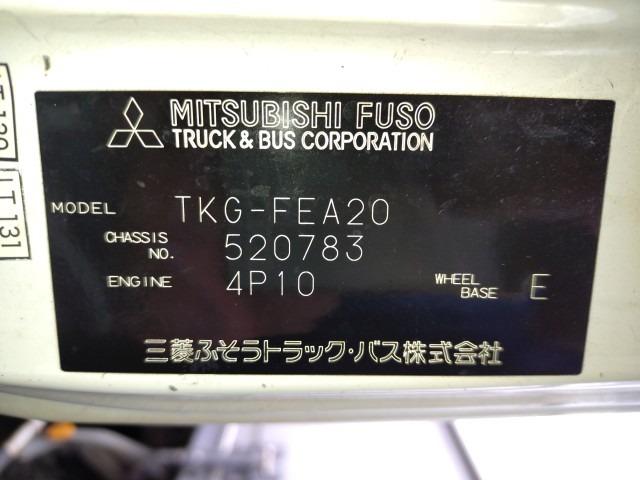 MITSUBISHI FUSO
TRUCK & BUS CORPORATION
MODEL TKG-FEA20
CHASSIS NO. 520783
ENGINE 4P10 WHEEL BASE E
三菱ふそうトラック・バス株式会社
LT 131